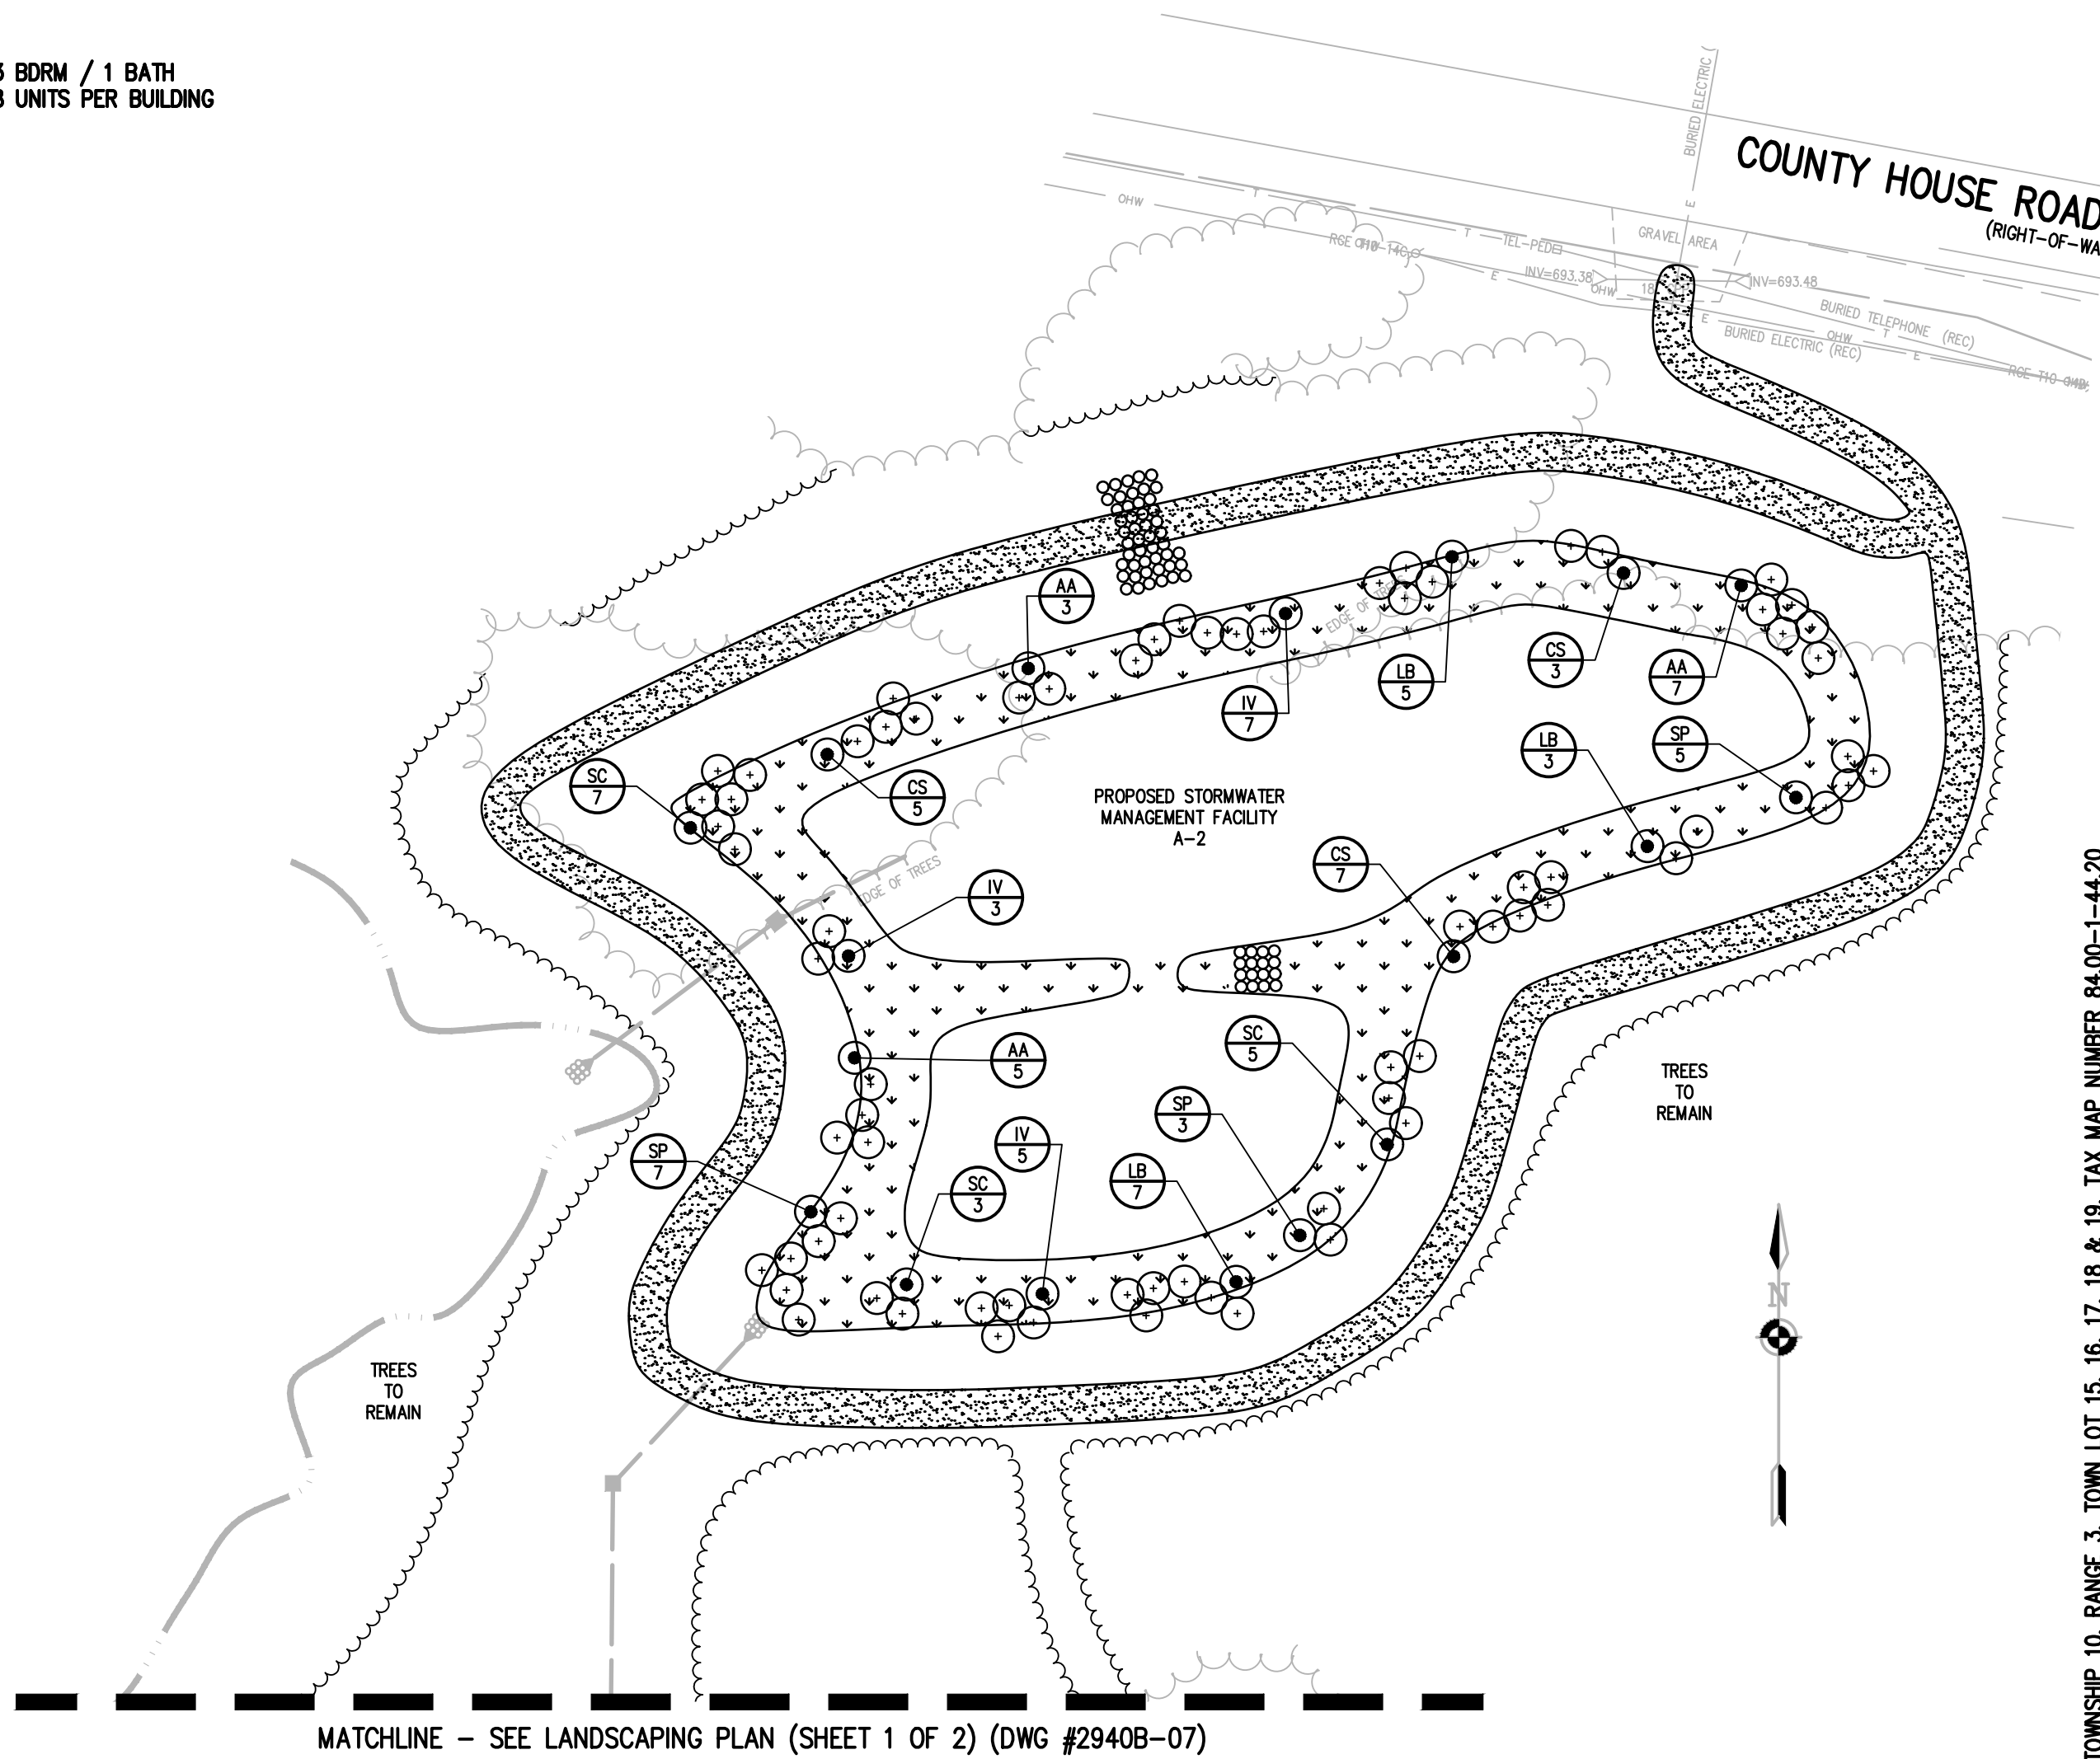 3 BDRM / 1 BATH
UNITS PER BUILDING
BURIED ELECTRIC (
COUNTY HOUSE ROAD
(RIGHT-OF-WA
OHW
T
E
GRAVEL AREA
T
TEL-PED
INV=693.38
E
OHW
18
INV=693.48
BURIED TELEPHONE (REC)
E
OHW
T
BURIED ELECTRIC (REC)
E
EDGE OF TREES
AA
3
CS
3
AA
7
LB
5
IV
7
LB
3
SP
5
SC
7
CS
5
PROPOSED STORMWATER
MANAGEMENT FACILITY
A-2
EDGE OF TREES
CS
7
IV
3
AA
5
SC
5
SP
3
IV
5
SP
7
SC
3
LB
7
TREES
TO
REMAIN
TREES
TO
REMAIN
N
TOWNSHIP 10, RANGE 3, TOWN LOT 15, 16, 17, 18 & 19, TAX MAP NUMBER 84.00-1-44.20
MATCHLINE - SEE LANDSCAPING PLAN (SHEET 1 OF 2) (DWG #2940B-07)